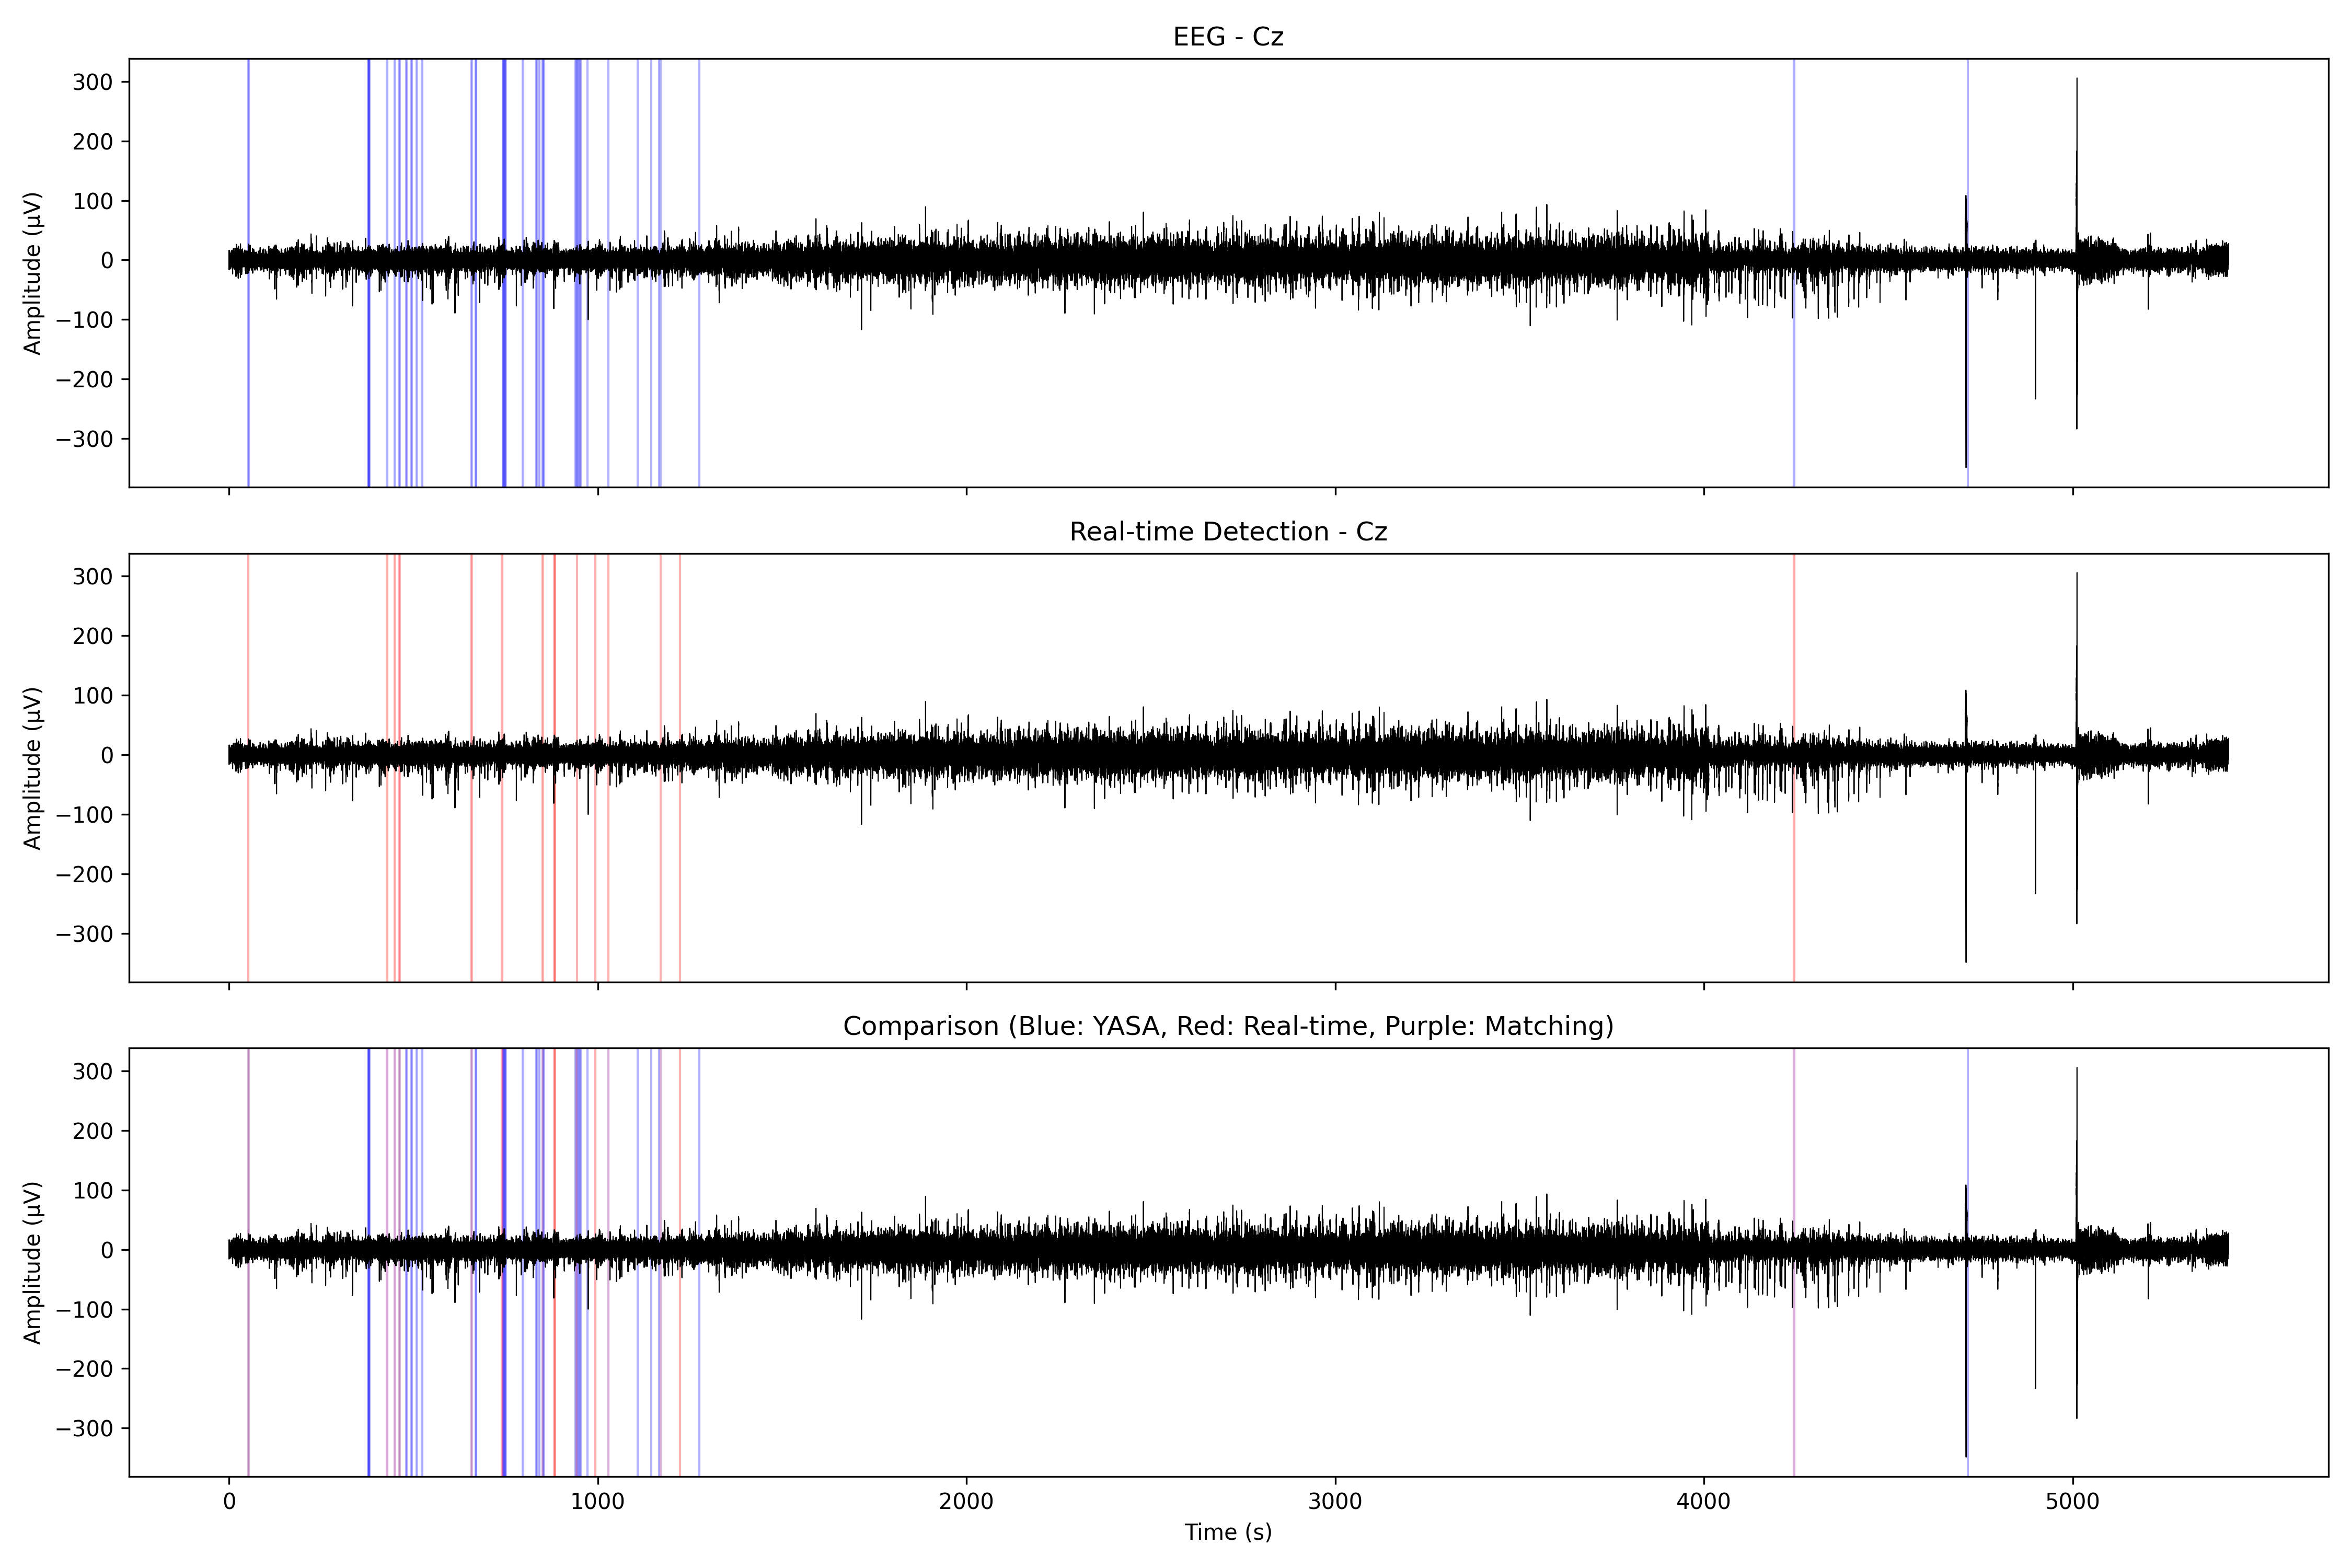 EEG - Cz
300
200
100
0
−100
−200
−300
Amplitude (µV)
Real-time Detection - Cz
300
200
100
0
−100
−200
−300
Amplitude (µV)
Comparison (Blue: YASA, Red: Real-time, Purple: Matching)
300
200
100
0
−100
−200
−300
Amplitude (µV)
0 1000 2000 3000 4000 5000
Time (s)